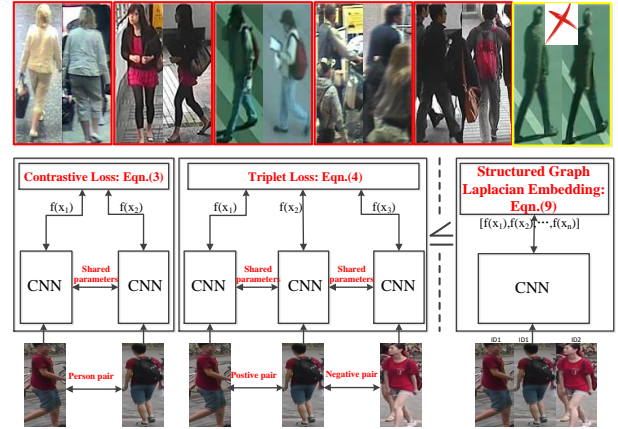 Contrastive Loss: Eqn.(3)
Triplet Loss: Eqn.(4)
Structured Graph
Laplacian Embedding:
Eqn.(9)
f(x₁)
f(x₂)
f(x₁)
f(x₂)
f(x₃)
[f(x₁),f(x₂),⋯,f(xₙ)]
≤
CNN
Shared
parameters
CNN
CNN
Shared
parameters
CNN
Shared
parameters
CNN
CNN
ID1
ID1
ID2
Person pair
Postive pair
Negative pair